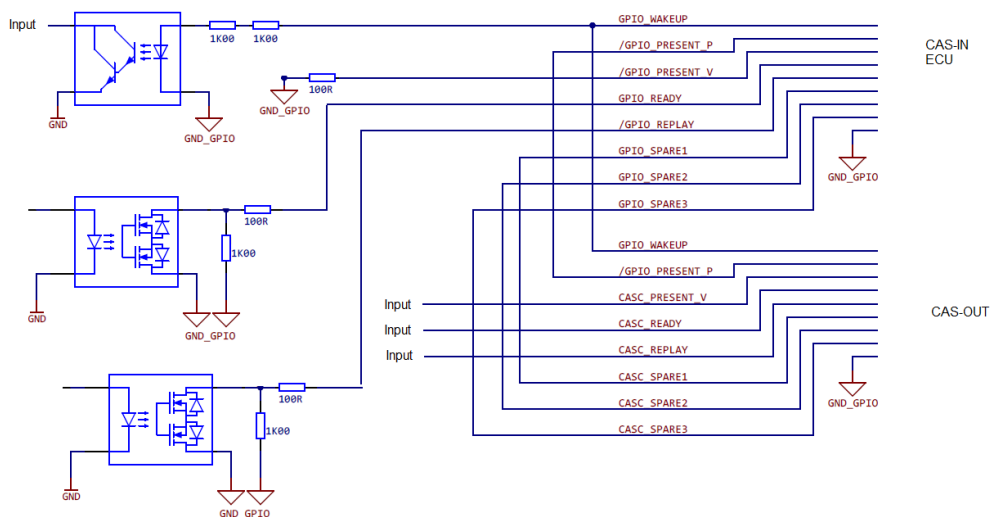 Input
1K00 1K00
GPIO_WAKEUP
CAS-IN
ECU
/GPIO_PRESENT_P
/GPIO_PRESENT_V
100R
GND_GPIO
GPIO_READY
GND
GND_GPIO
/GPIO_REPLAY
GPIO_SPARE1
GPIO_SPARE2
GND_GPIO
GPIO_SPARE3
100R
1K00
GPIO_WAKEUP
/GPIO_PRESENT_P
GND
GND_GPIO
Input
CASC_PRESENT_V
CAS-OUT
Input
CASC_READY
Input
CASC_REPLAY
CASC_SPARE1
100R
CASC_SPARE2
GND_GPIO
1K00
CASC_SPARE3
GND
GND_GPIO